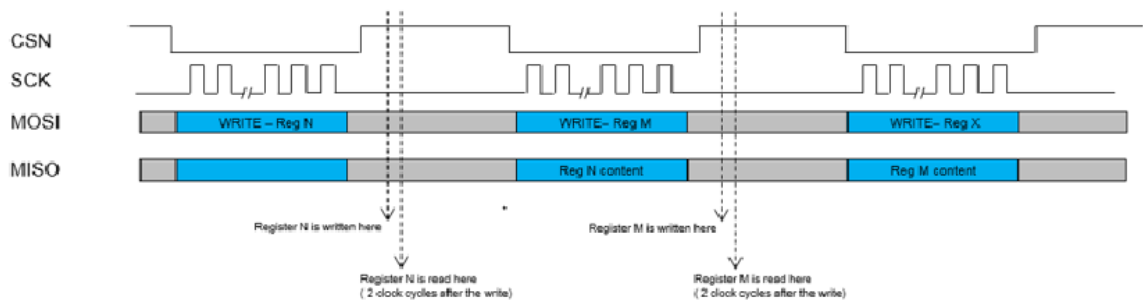 CSN
SCK
//
//
//
MOSI
WRITE – Reg N
WRITE– Reg M
WRITE– Reg X
MISO
Reg N content
Reg M content
Register N is written here
Register M is written here
Register N is read here
( 2 clock cycles after the write)
Register M is read here
( 2 clock cycles after the write)